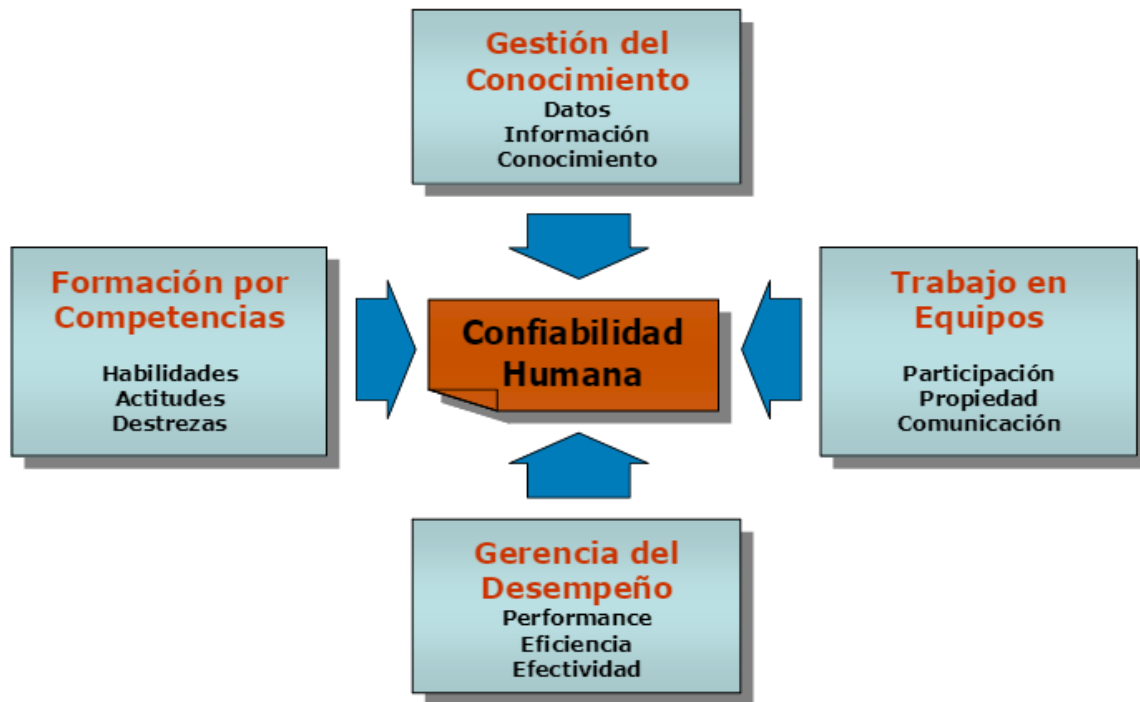 Gestión del
Conocimiento
Datos
Información
Conocimiento
Formación por
Competencias
Habilidades
Actitudes
Destrezas
Confiabilidad
Humana
Trabajo en
Equipos
Participación
Propiedad
Comunicación
Gerencia del
Desempeño
Performance
Eficiencia
Efectividad